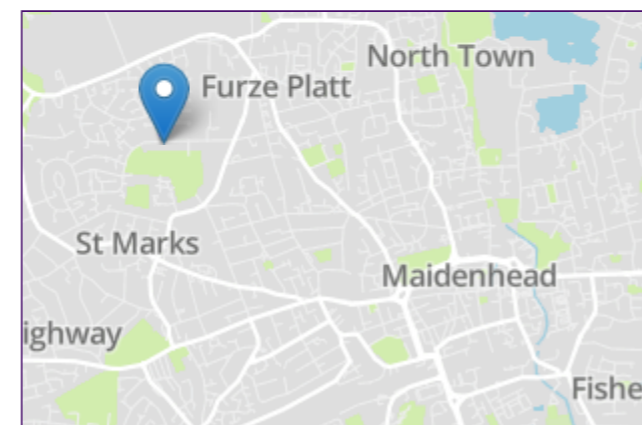 North Town
Furze Platt
St Marks
Maidenhead
ighway
Fishe